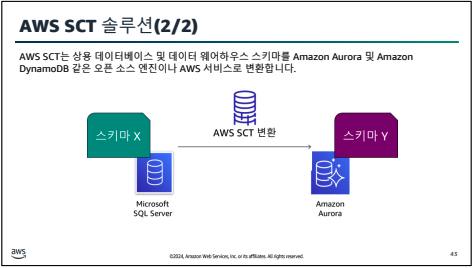 AWS SCT 솔루션(2/2)
AWS SCT는 상용 데이터베이스 및 데이터 웨어하우스 스키마를 Amazon Aurora 및 Amazon
DynamoDB 같은 오픈 소스 엔진이나 AWS 서비스로 변환합니다.
스키마 X
AWS SCT 변환
스키마 Y
Microsoft
SQL Server
Amazon
Aurora
aws
©2024, Amazon Web Services, Inc. or its affiliates. All rights reserved.
43